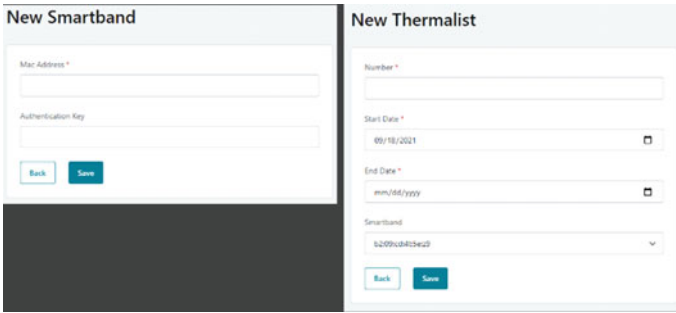 New Smartband
Mac Address *
Authentication Key
Back Save
New Thermalist
Number *
Start Date *
09/18/2021
End Date *
mm/dd/yyyy
Smartband
Back Save